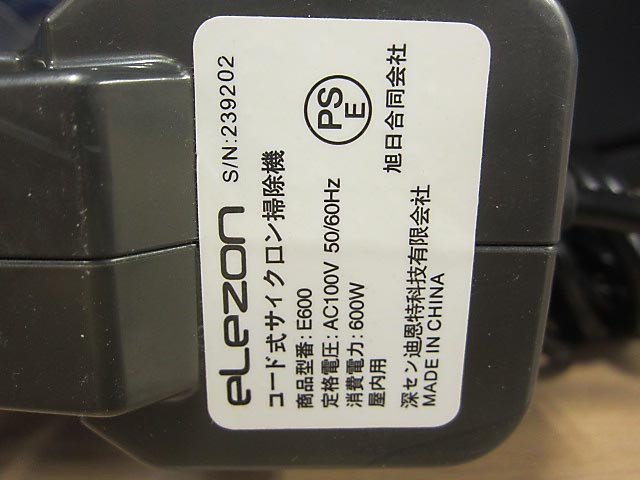 eLezon S/N:239202
コード式サイクロン掃除機
商品型番: E600
定格電圧: AC100V 50/60Hz
消費電力: 600W
屋内用
PS
E
旭日合同会社
深セン迪恩特科技有限会社
MADE IN CHINA